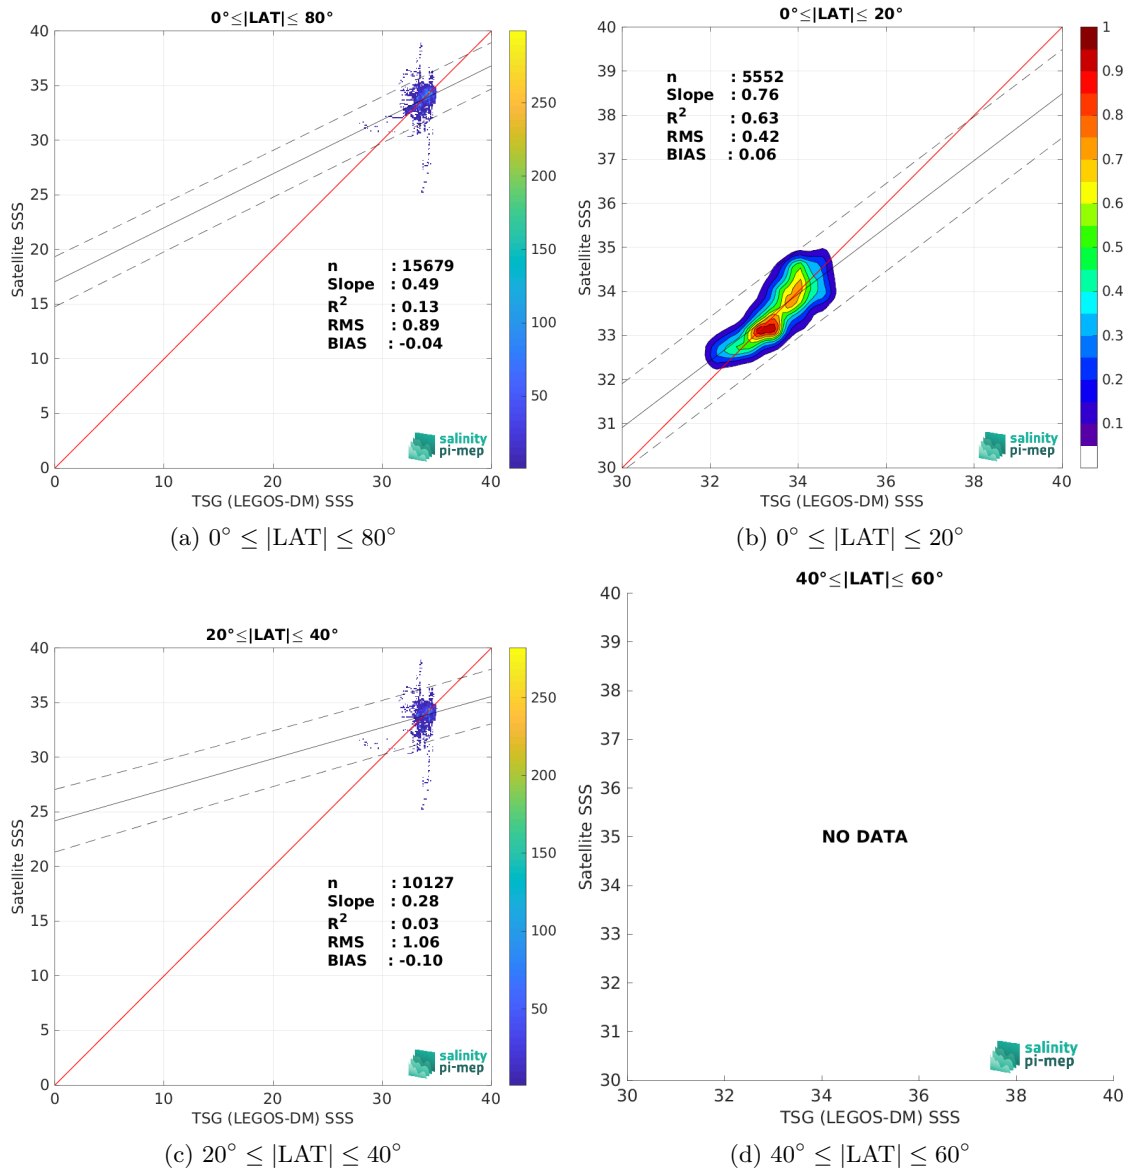 0°≤|LAT|≤ 80°
40
35
30
25
20
15
10
5
0
Satellite SSS
0
10
20
30
40
TSG (LEGOS-DM) SSS
250
200
150
100
50
n : 15679
Slope : 0.49
R2 : 0.13
RMS : 0.89
BIAS : -0.04
salinity
pi-mep
(a) 0° ≤ |LAT| ≤ 80°
0°≤|LAT|≤ 20°
40
39
38
37
36
35
34
33
32
31
30
Satellite SSS
30
32
34
36
38
40
TSG (LEGOS-DM) SSS
1
0.9
0.8
0.7
0.6
0.5
0.4
0.3
0.2
0.1
n : 5552
Slope : 0.76
R2 : 0.63
RMS : 0.42
BIAS : 0.06
salinity
pi-mep
(b) 0° ≤ |LAT| ≤ 20°
20°≤|LAT|≤ 40°
40
35
30
25
20
15
10
5
0
Satellite SSS
0
10
20
30
40
TSG (LEGOS-DM) SSS
250
200
150
100
50
n : 10127
Slope : 0.28
R2 : 0.03
RMS : 1.06
BIAS : -0.10
salinity
pi-mep
(c) 20° ≤ |LAT| ≤ 40°
40°≤|LAT|≤ 60°
40
39
38
37
36
35
34
33
32
31
30
Satellite SSS
NO DATA
30
32
34
36
38
40
TSG (LEGOS-DM) SSS
salinity
pi-mep
(d) 40° ≤ |LAT| ≤ 60°